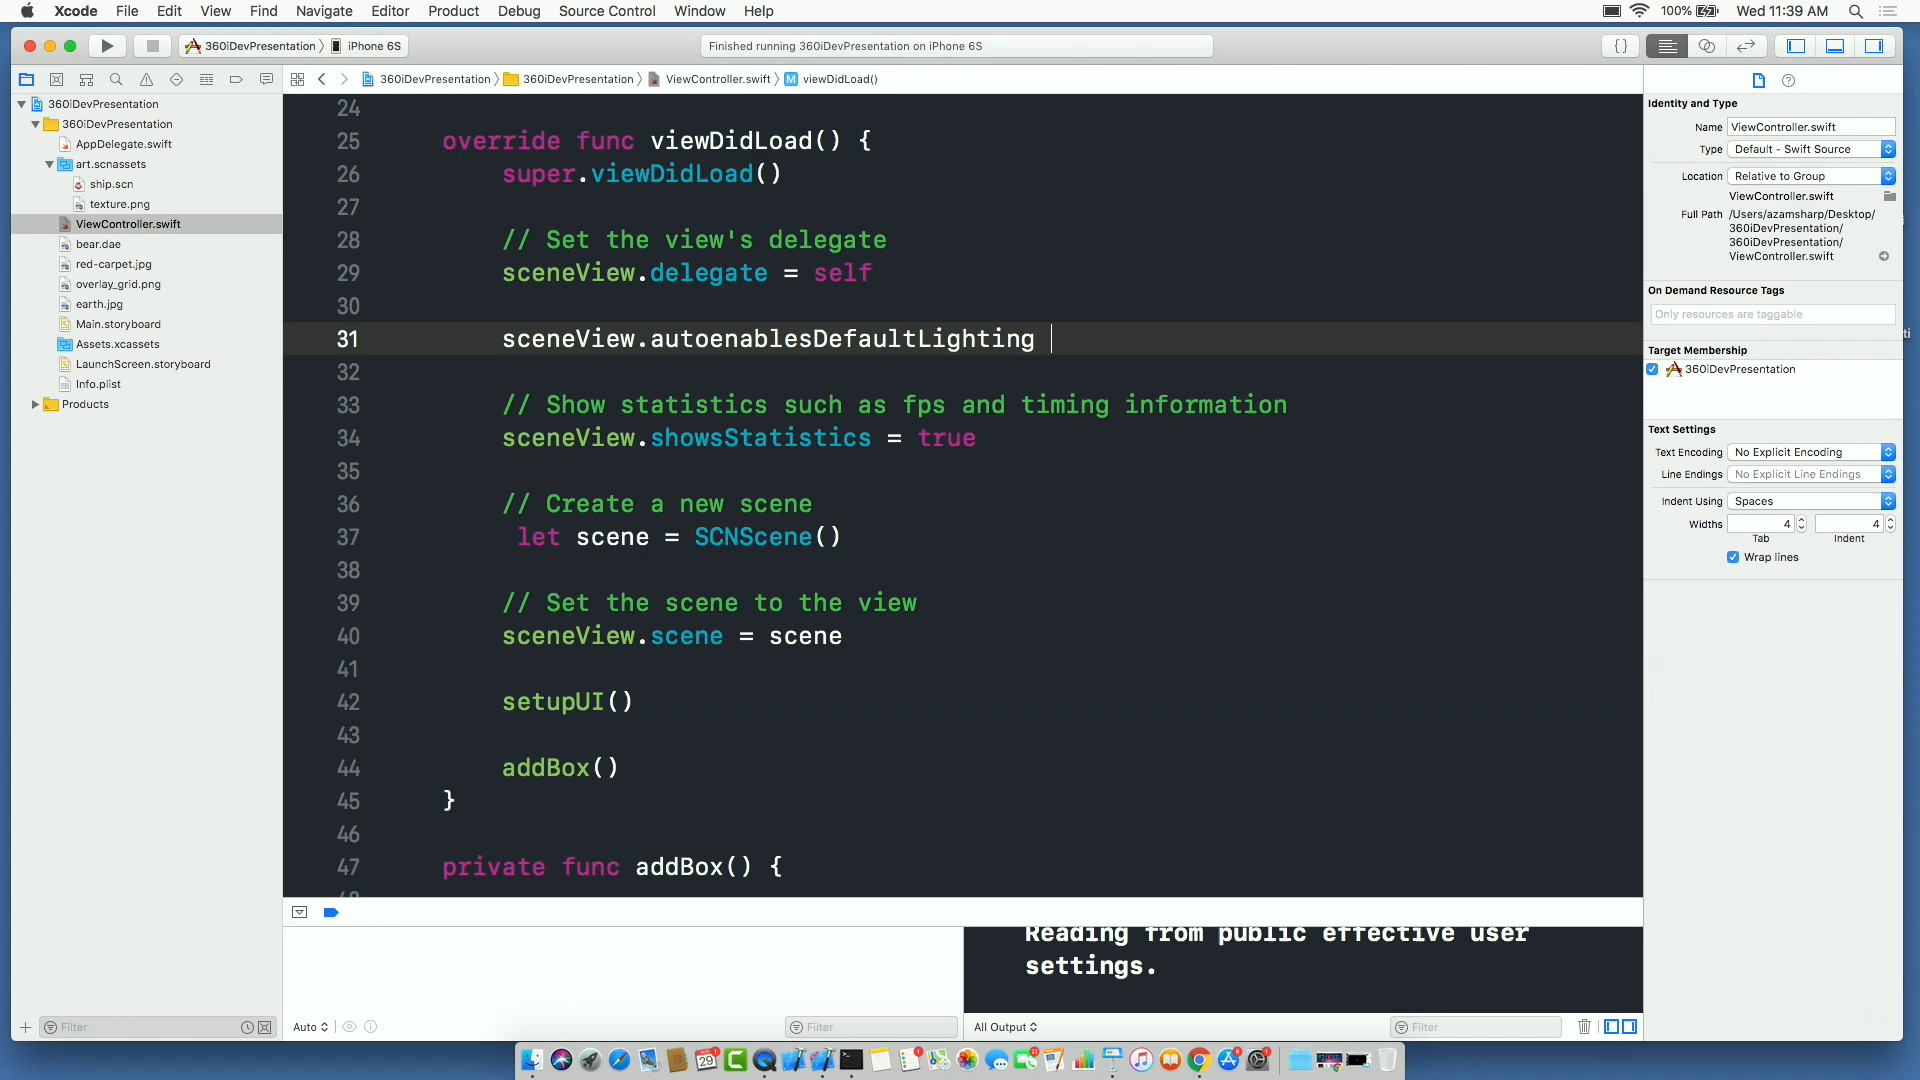 Xcode File Edit View Find Navigate Editor Product Debug Source Control Window Help 100% Wed 11:39 AM
360iDevPresentation iPhone 6S Finished running 360iDevPresentation on iPhone 6S {}
360iDevPresentation 360iDevPresentation ViewController.swift M viewDidLoad()
360iDevPresentation
360iDevPresentation
AppDelegate.swift
art.scnassets
ship.scn
texture.png
ViewController.swift
bear.dae
red-carpet.jpg
overlay_grid.png
earth.jpg
Main.storyboard
Assets.xcassets
LaunchScreen.storyboard
Info.plist
Products
Filter
24
25 override func viewDidLoad() {
26 super.viewDidLoad()
27
28 // Set the view's delegate
29 sceneView.delegate = self
30
31 sceneView.autoenablesDefaultLighting
32
33 // Show statistics such as fps and timing information
34 sceneView.showsStatistics = true
35
36 // Create a new scene
37 let scene = SCNScene()
38
39 // Set the scene to the view
40 sceneView.scene = scene
41
42 setupUI()
43
44 addBox()
45 }
46
47 private func addBox() {
Reading from public effective user
settings.
Auto Filter
All Output Filter
Identity and Type
Name ViewController.swift
Type Default - Swift Source
Location Relative to Group
ViewController.swift
Full Path /Users/azamsharp/Desktop/
360iDevPresentation/
360iDevPresentation/
ViewController.swift
On Demand Resource Tags
Only resources are taggable
Target Membership
360iDevPresentation
Text Settings
Text Encoding No Explicit Encoding
Line Endings No Explicit Line Endings
Indent Using Spaces
Widths 4 4
Tab Indent
Wrap lines